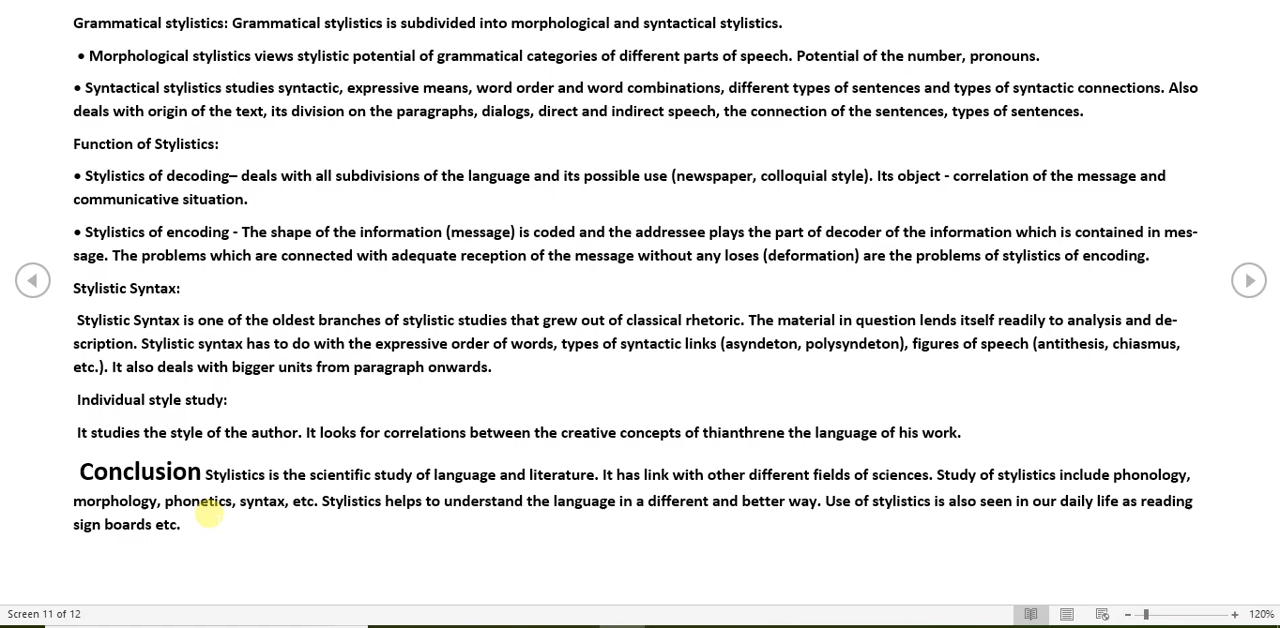 Grammatical stylistics: Grammatical stylistics is subdivided into morphological and syntactical stylistics.
• Morphological stylistics views stylistic potential of grammatical categories of different parts of speech. Potential of the number, pronouns.
• Syntactical stylistics studies syntactic, expressive means, word order and word combinations, different types of sentences and types of syntactic connections. Also
deals with origin of the text, its division on the paragraphs, dialogs, direct and indirect speech, the connection of the sentences, types of sentences.
Function of Stylistics:
• Stylistics of decoding– deals with all subdivisions of the language and its possible use (newspaper, colloquial style). Its object - correlation of the message and
communicative situation.
• Stylistics of encoding - The shape of the information (message) is coded and the addressee plays the part of decoder of the information which is contained in mes-
sage. The problems which are connected with adequate reception of the message without any loses (deformation) are the problems of stylistics of encoding.
Stylistic Syntax:
Stylistic Syntax is one of the oldest branches of stylistic studies that grew out of classical rhetoric. The material in question lends itself readily to analysis and de-
scription. Stylistic syntax has to do with the expressive order of words, types of syntactic links (asyndeton, polysyndeton), figures of speech (antithesis, chiasmus,
etc.). It also deals with bigger units from paragraph onwards.
Individual style study:
It studies the style of the author. It looks for correlations between the creative concepts of thianthrene the language of his work.
Conclusion Stylistics is the scientific study of language and literature. It has link with other different fields of sciences. Study of stylistics include phonology,
morphology, phonetics, syntax, etc. Stylistics helps to understand the language in a different and better way. Use of stylistics is also seen in our daily life as reading
sign boards etc.
Screen 11 of 12
120%